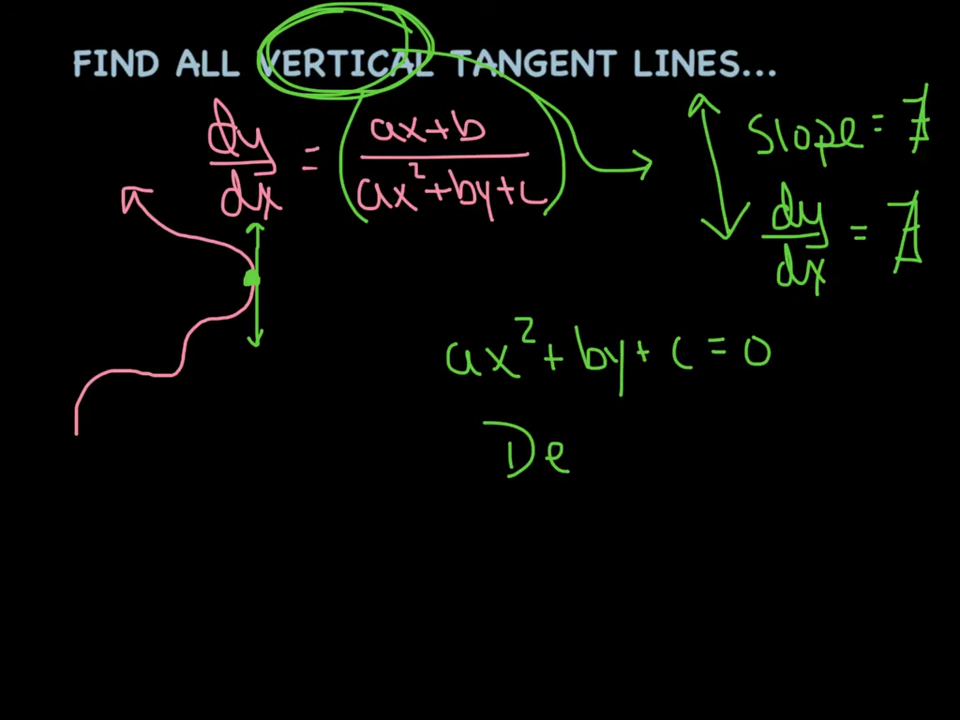 FIND ALL VERTICAL TANGENT LINES...
dy/dx = (ax+b)/(ax²+by+c)
slope = ∄
dy/dx = ∄
ax²+by+c=0
De